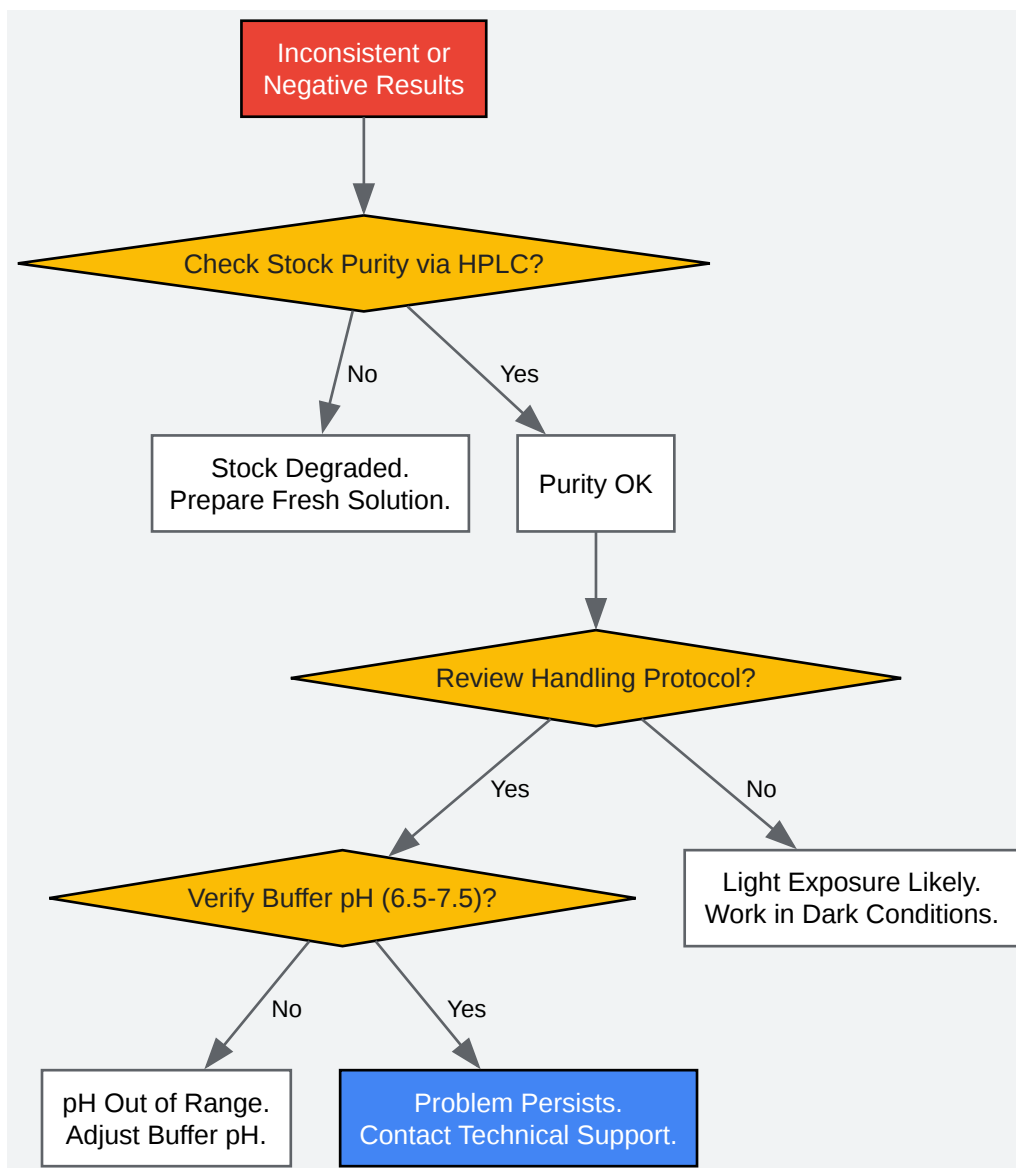 Inconsistent or
Negative Results
Check Stock Purity via HPLC?
No
Yes
Stock Degraded.
Prepare Fresh Solution.
Purity OK
Review Handling Protocol?
Yes
No
Verify Buffer pH (6.5-7.5)?
Light Exposure Likely.
Work in Dark Conditions.
No
Yes
pH Out of Range.
Adjust Buffer pH.
Problem Persists.
Contact Technical Support.